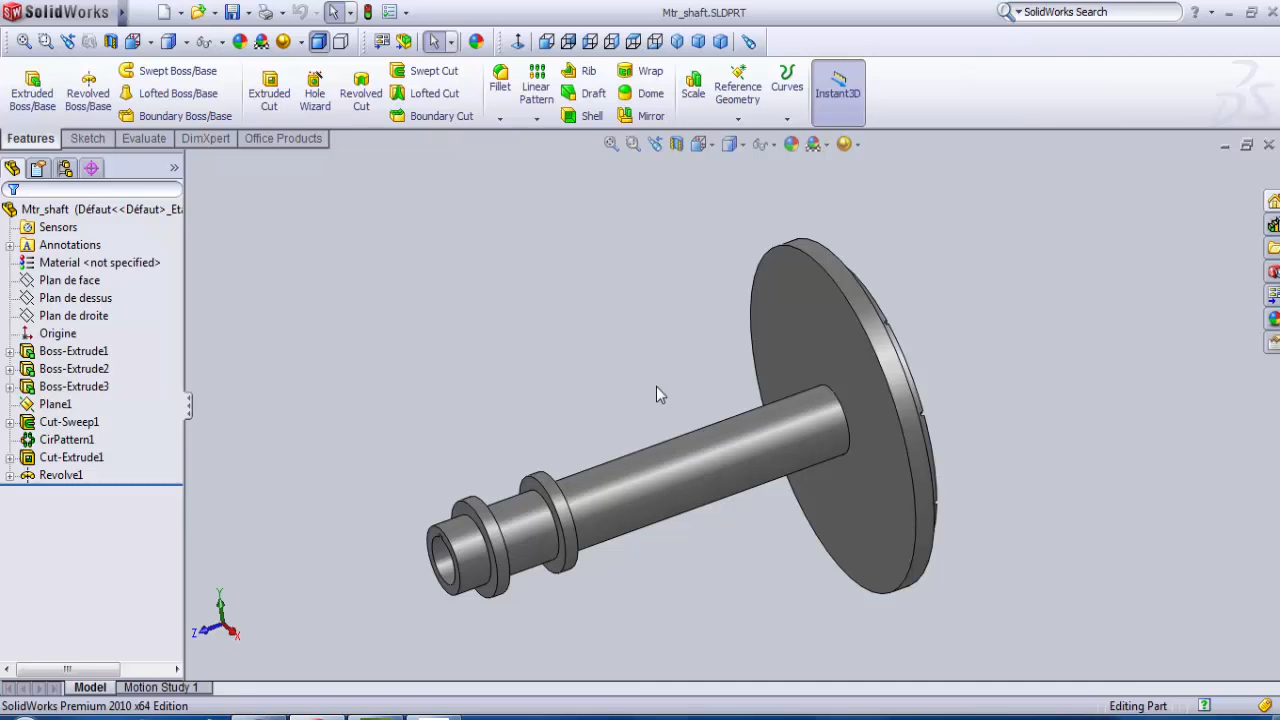 SolidWorks
Mtr_shaft.SLDPRT
SolidWorks Search
Extruded Boss/Base
Revolved Boss/Base
Swept Boss/Base
Lofted Boss/Base
Boundary Boss/Base
Extruded Cut
Hole Wizard
Revolved Cut
Swept Cut
Lofted Cut
Boundary Cut
Fillet
Linear Pattern
Rib
Draft
Shell
Wrap
Dome
Mirror
Scale
Reference Geometry
Curves
Instant3D
Features Sketch Evaluate DimXpert Office Products
Mtr_shaft (Défaut<<Défaut>_Eta
Sensors
Annotations
Material <not specified>
Plan de face
Plan de dessus
Plan de droite
Origine
Boss-Extrude1
Boss-Extrude2
Boss-Extrude3
Plane1
Cut-Sweep1
CirPattern1
Cut-Extrude1
Revolve1
Y
Z
X
Model Motion Study 1
SolidWorks Premium 2010 x64 Edition
Editing Part